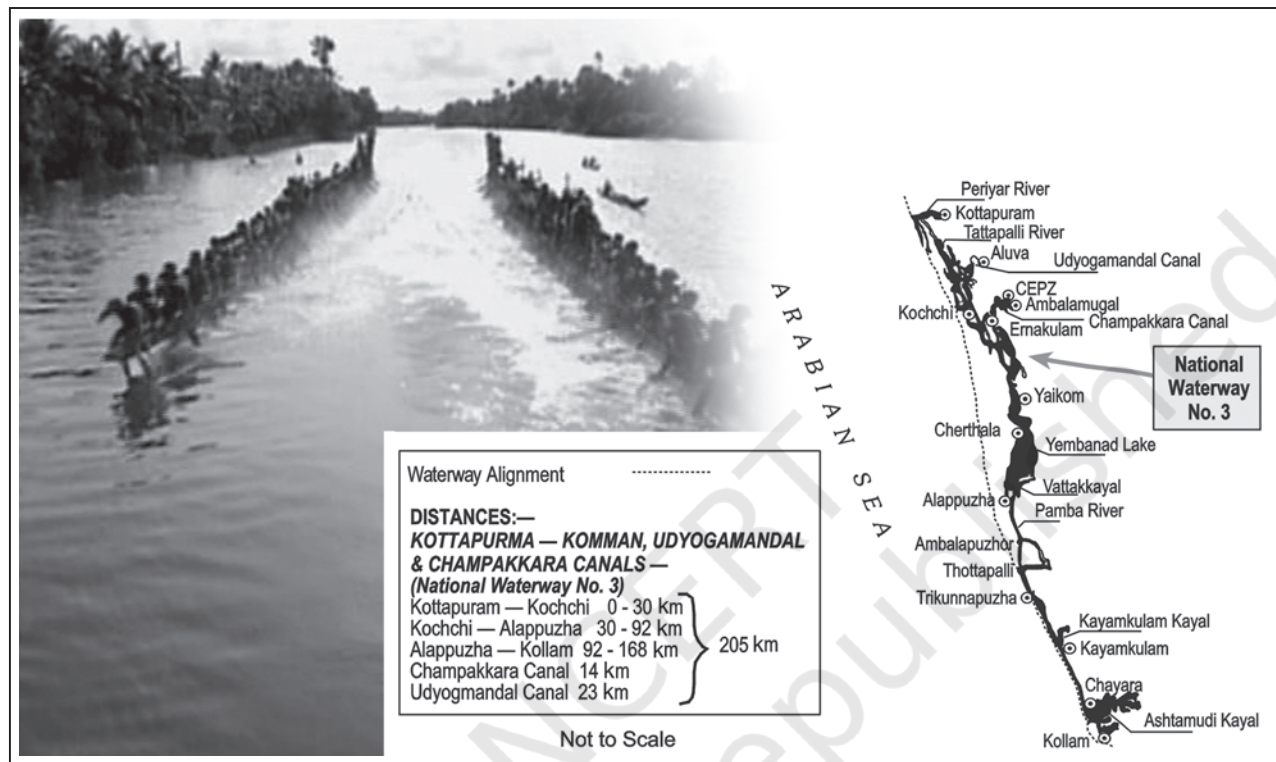 Periyar River
Kottapuram
Tattapalli River
Aluva
Udyogamandal Canal
CEPZ
Ambalamugal
Kochchi
Champakkara Canal
Ernakulam
ARABIAN SEA
National
Waterway
No. 3
Yaikom
Cherthala
Yembanad Lake
Vattakkayal
Alappuzha
Pamba River
Ambalapuzhor
Thottapalli
Trikunnapuzha
Kayamkulam Kayal
Kayamkulam
Chayara
Ashtamudi Kayal
Kollam
Waterway Alignment
DISTANCES:—
KOTTAPURMA — KOMMAN, UDYOGAMANDAL
& CHAMPAKKARA CANALS —
(National Waterway No. 3)
Kottapuram — Kochchi 0 - 30 km
Kochchi — Alappuzha 30 - 92 km
Alappuzha — Kollam 92 - 168 km
Champakkara Canal 14 km
Udyogmandal Canal 23 km
205 km
Not to Scale
NCERT
republished